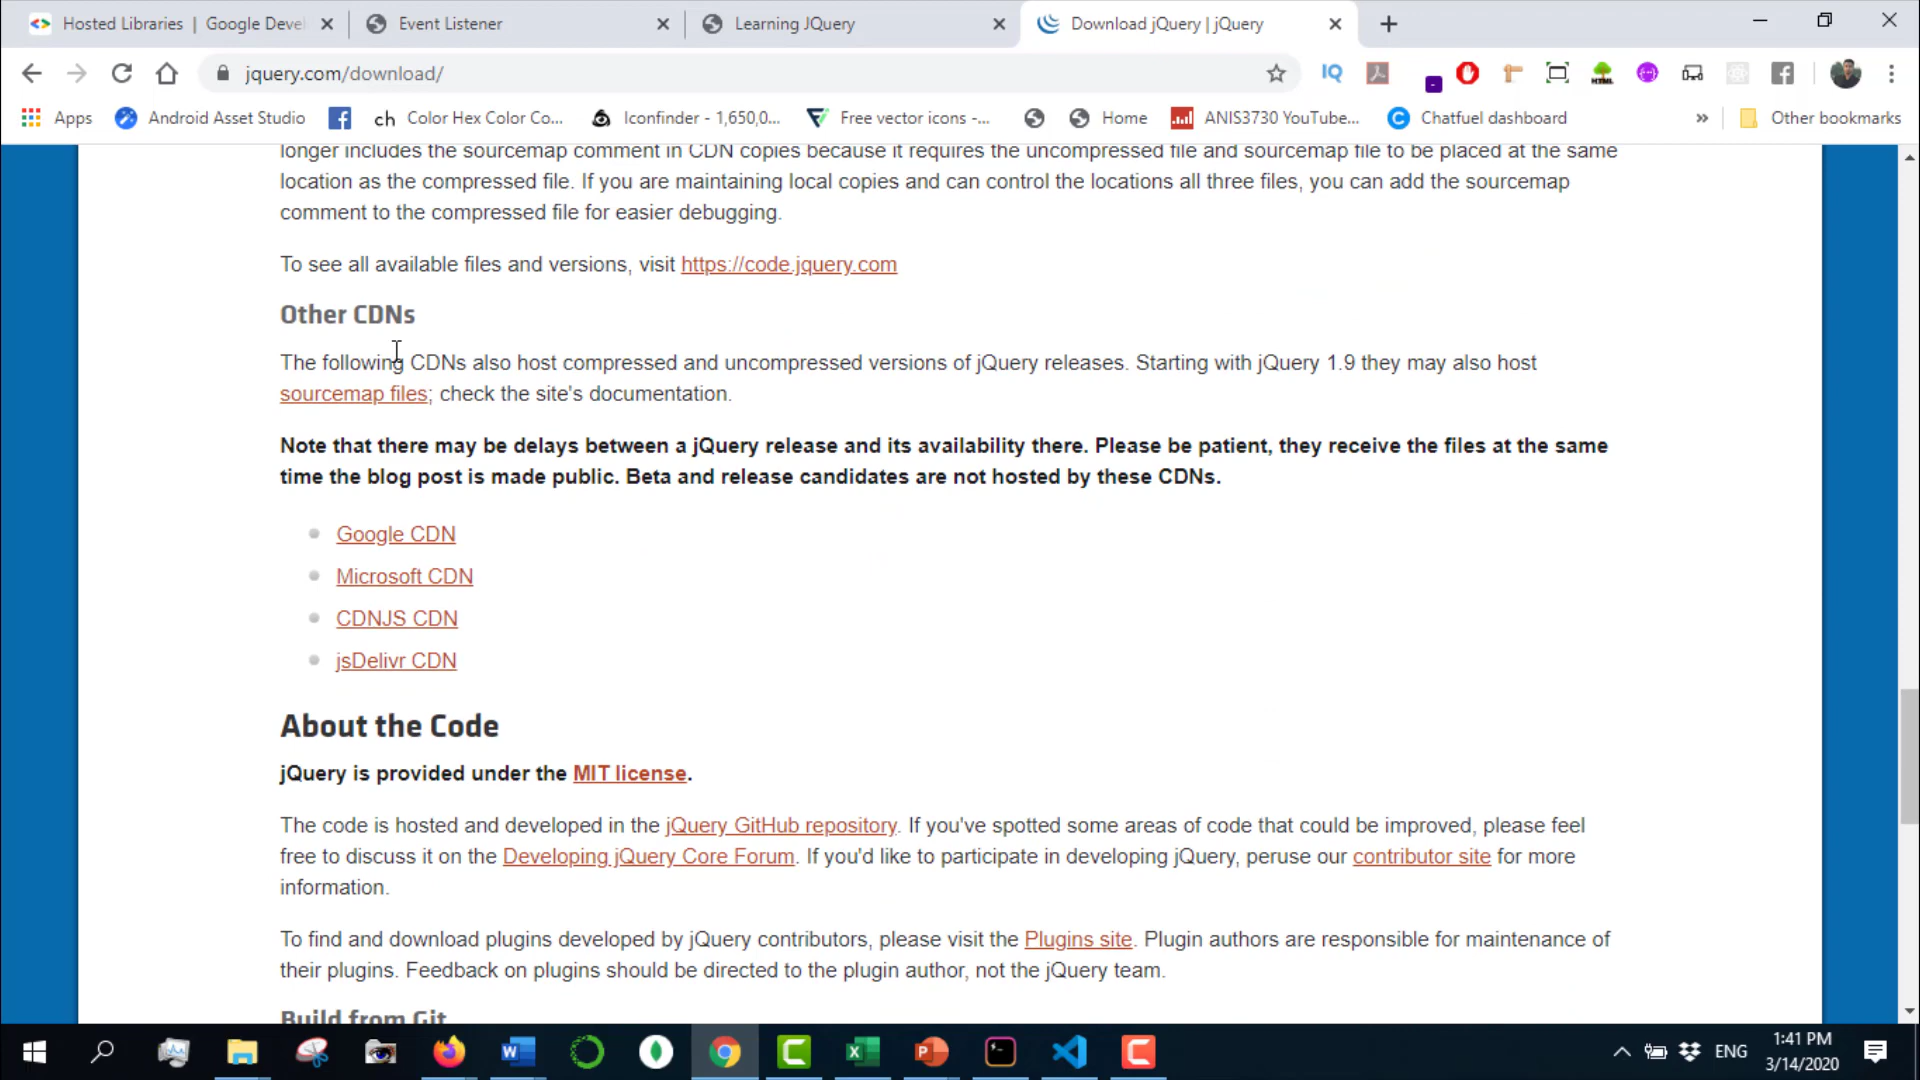 Hosted Libraries | Google Devel
Event Listener
Learning JQuery
Download jQuery | jQuery
jquery.com/download/
Apps
Android Asset Studio
ch Color Hex Color Co...
Iconfinder - 1,650,0...
Free vector icons -...
Home
ANIS3730 YouTube...
Chatfuel dashboard
Other bookmarks
longer includes the sourcemap comment in CDN copies because it requires the uncompressed file and sourcemap file to be placed at the same
location as the compressed file. If you are maintaining local copies and can control the locations all three files, you can add the sourcemap
comment to the compressed file for easier debugging.
To see all available files and versions, visit https://code.jquery.com
Other CDNs
The following CDNs also host compressed and uncompressed versions of jQuery releases. Starting with jQuery 1.9 they may also host
sourcemap files; check the site's documentation.
Note that there may be delays between a jQuery release and its availability there. Please be patient, they receive the files at the same
time the blog post is made public. Beta and release candidates are not hosted by these CDNs.
Google CDN
Microsoft CDN
CDNJS CDN
jsDelivr CDN
About the Code
jQuery is provided under the MIT license.
The code is hosted and developed in the jQuery GitHub repository. If you've spotted some areas of code that could be improved, please feel
free to discuss it on the Developing jQuery Core Forum. If you'd like to participate in developing jQuery, peruse our contributor site for more
information.
To find and download plugins developed by jQuery contributors, please visit the Plugins site. Plugin authors are responsible for maintenance of
their plugins. Feedback on plugins should be directed to the plugin author, not the jQuery team.
Build from Git
ENG
1:41 PM
3/14/2020